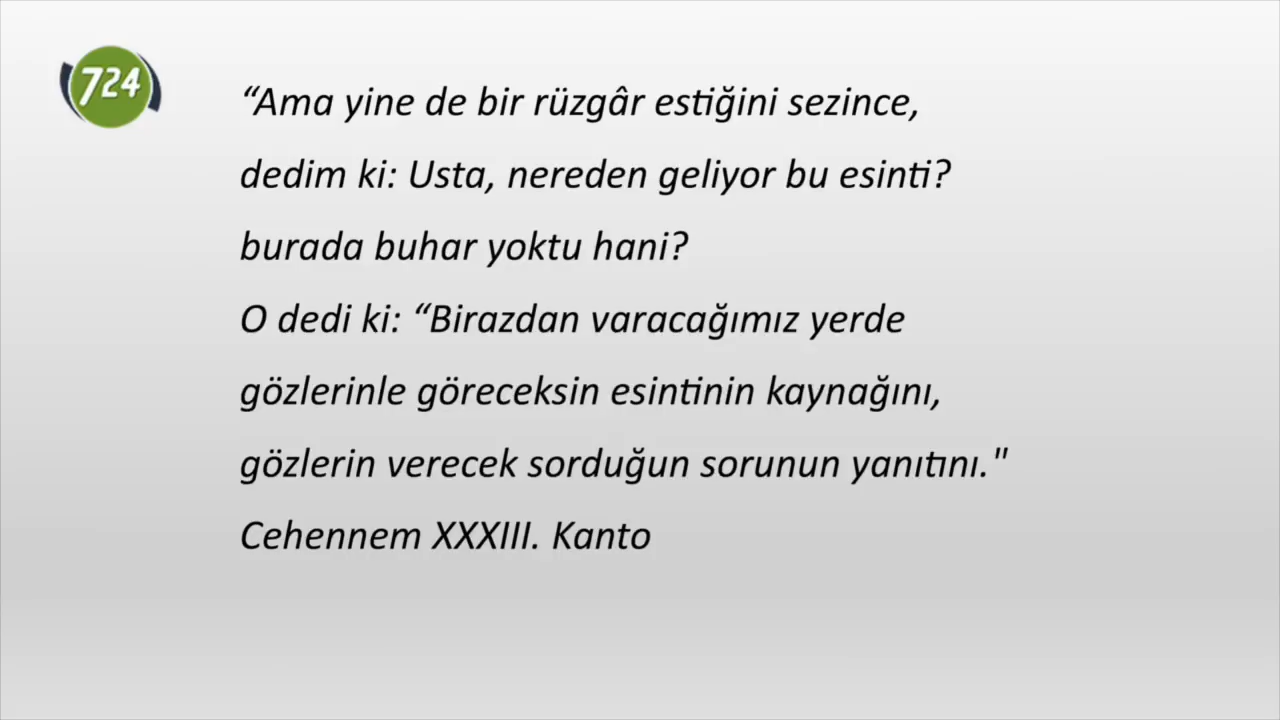 724
“Ama yine de bir rüzgâr estiğini sezince,
dedim ki: Usta, nereden geliyor bu esinti?
burada buhar yoktu hani?
O dedi ki: “Birazdan varacağımız yerde
gözlerinle göreceksin esintinin kaynağını,
gözlerin verecek sorduğun sorunun yanıtını."
Cehennem XXXIII. Kanto